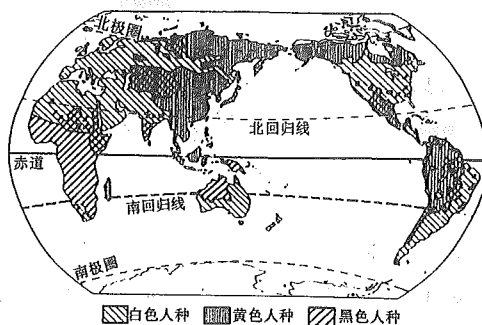 北极圈
北回归线
赤道
南回归线
南极圈
白色人种 黄色人种 黑色人种